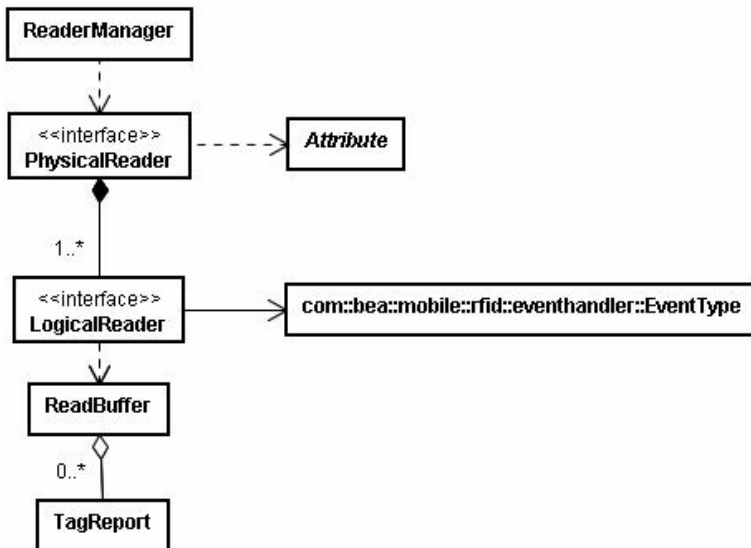 ReaderManager
<<interface>>
PhysicalReader
Attribute
1..*
<<interface>>
LogicalReader
com::bea::mobile::rfid::eventhandler::EventType
ReadBuffer
0..*
TagReport